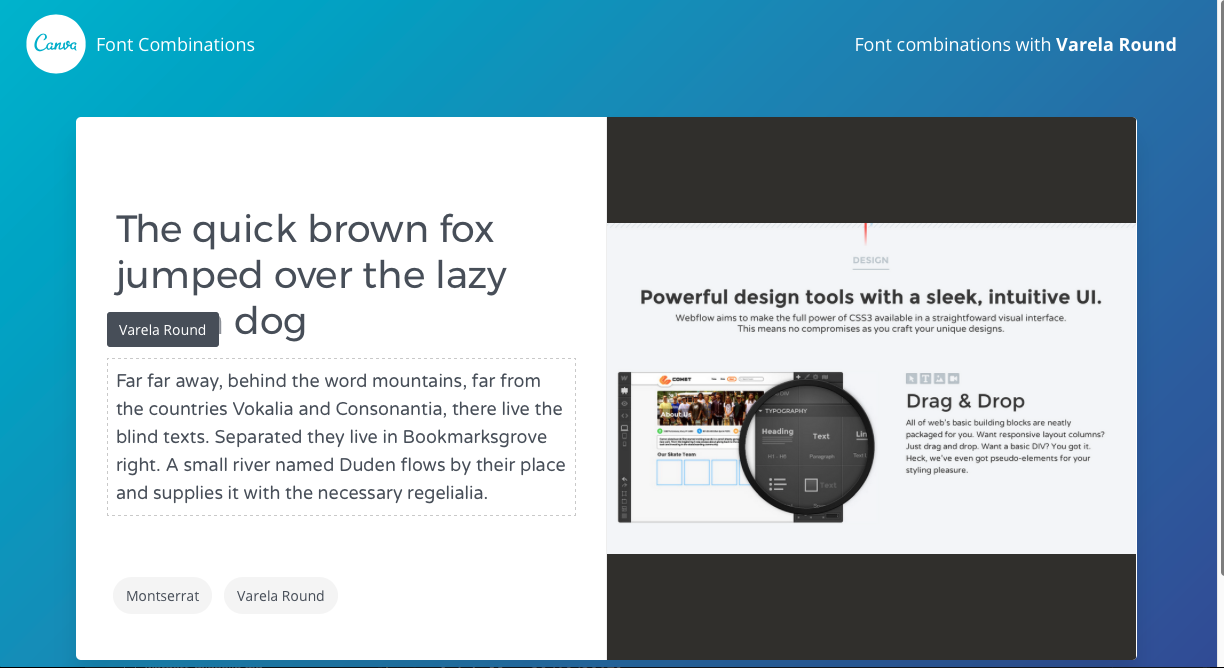 Canva
Font Combinations
Font combinations with Varela Round
The quick brown fox
jumped over the lazy
dog
Varela Round
Far far away, behind the word mountains, far from
the countries Vokalia and Consonantia, there live the
blind texts. Separated they live in Bookmarksgrove
right. A small river named Duden flows by their place
and supplies it with the necessary regelialia.
Montserrat
Varela Round
DESIGN
Powerful design tools with a sleek, intuitive UI.
Webflow aims to make the full power of CSS3 available in a straightfoward visual interface.
This means no compromises as you craft your unique designs.
COMET
About Us
Our Skate Team
DIV
TYPOGRAPHY
Heading
Text
Lin
H1 - H6
Paragraph
Text
Drag & Drop
All of web's basic building blocks are neatly
packaged for you. Want responsive layout columns?
Just drag and drop. Want a basic DIV? You got it.
Heck, we've even got pseudo-elements for your
styling pleasure.